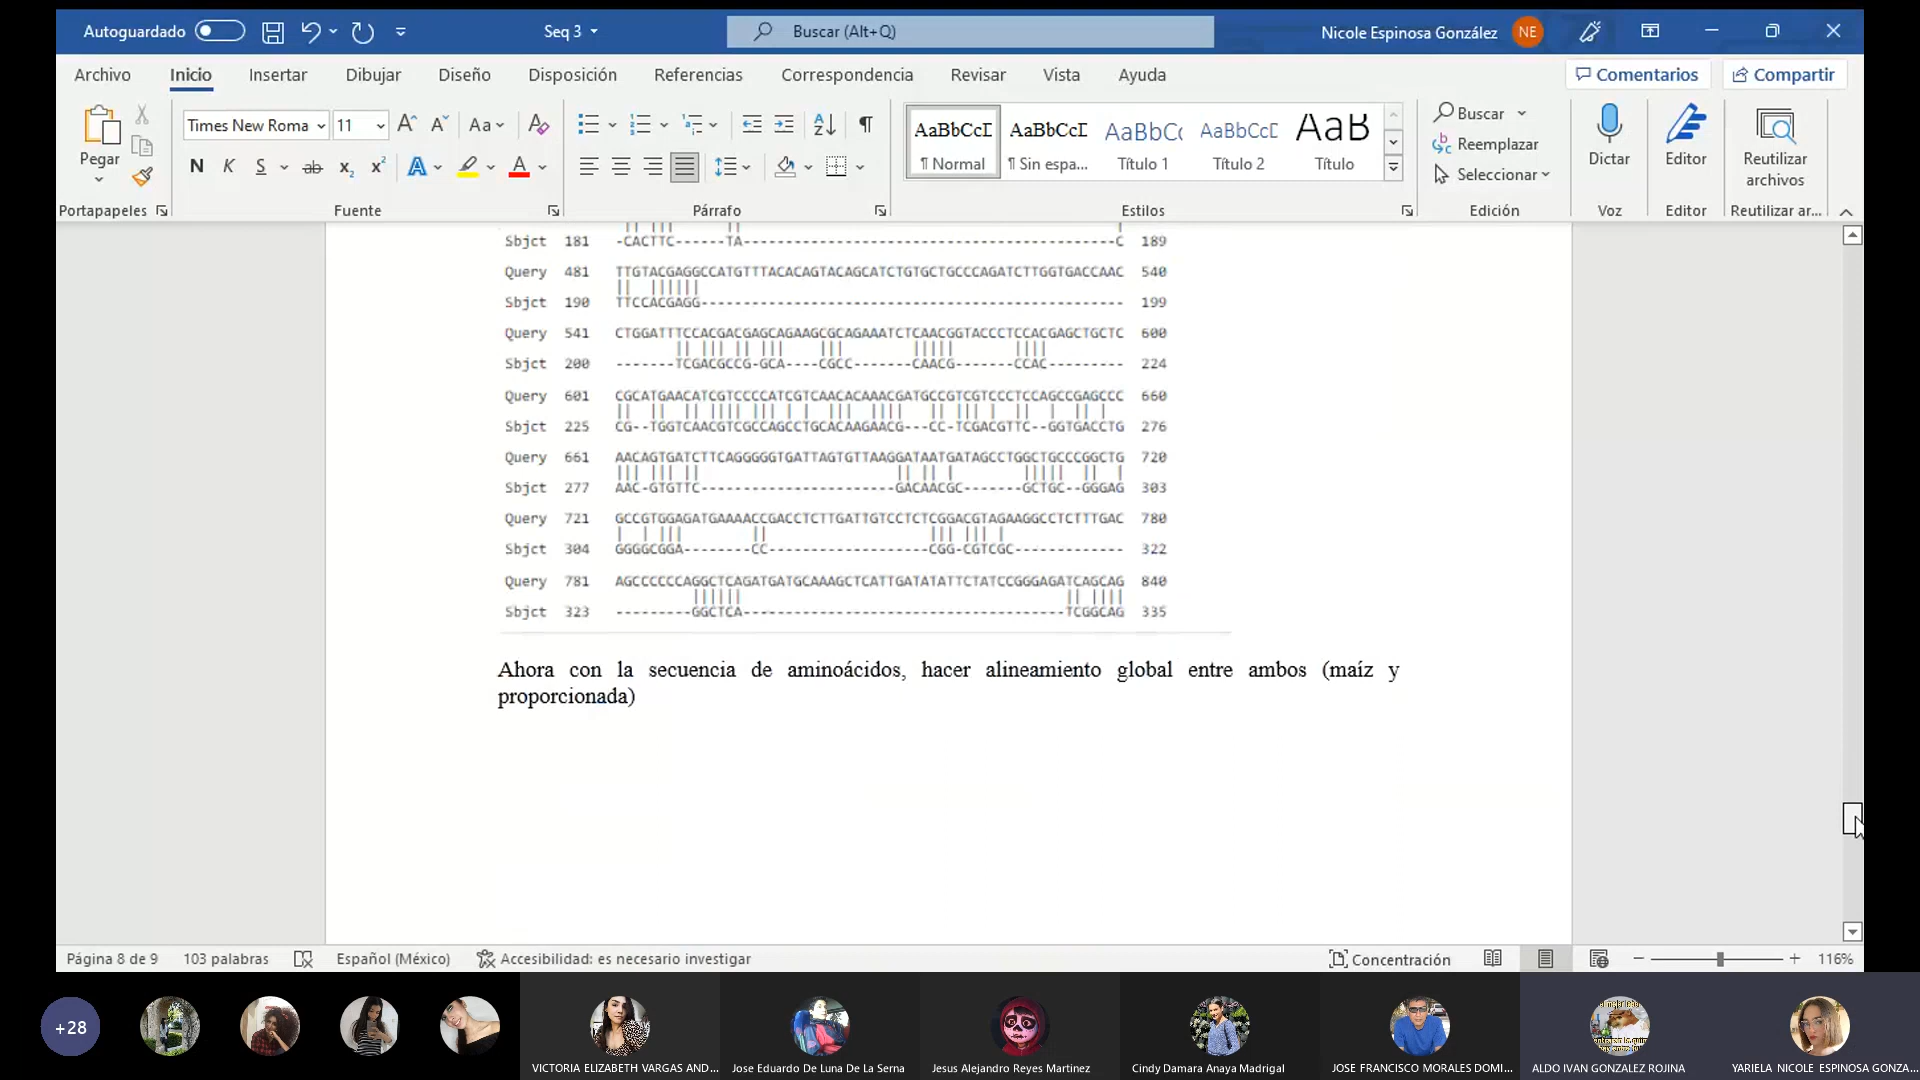 Autoguardado Seq 3 Buscar (Alt+Q) Nicole Espinosa González NE
Archivo Inicio Insertar Dibujar Diseño Disposición Referencias Correspondencia Revisar Vista Ayuda Comentarios Compartir
Times New Roma 11 Aa AaBbCcD AaBbCcD AaBbCc AaBbCcD AaB Buscar
Pegar N K S ab x₂ x² A A ¶ Normal ¶ Sin espa... Título 1 Título 2 Título Reemplazar Dictar Editor Reutilizar archivos
Seleccionar
Portapapeles Fuente Párrafo Estilos Edición Voz Editor Reutilizar ar...
Sbjct 181 -CACTTC------TA--------------------------------------------C 189
Query 481 TTGTACGAGGCCATGTTTACACAGTACAGCATCTGTGCTGCCCAGATCTTGGTGACCAAC 540
Sbjct 190 TTCCACGAGG-------------------------------------------------- 199
Query 541 CTGGATTTCCACGACGAGCAGAAGCGCAGAAATCTCAACGGTACCCTCCACGAGCTGCTC 600
Sbjct 200 -------TCGACGCCG-GCA----CGCC-------CAACG-------CCAC--------- 224
Query 601 CGCATGAACATCGTCCCCATCGTCAACACAAACGATGCCGTCGTCCCTCCAGCCGAGCCC 660
Sbjct 225 CG--TGGTCAACGTCGCCAGCCTGCACAAGAACG---CC-TCGACGTTC--GGTGACCTG 276
Query 661 AACAGTGATCTTCAGGGGGTGATTAGTGTTAAGGATAATGATAGCCTGGCTGCCCGGCTG 720
Sbjct 277 AAC-GTGTTC-----------------------GACAACGC-------GCTGC--GGGAG 303
Query 721 GCCGTGGAGATGAAAACCGACCTCTTGATTGTCCTCTCGGACGTAGAAGGCCTCTTTGAC 780
Sbjct 304 GGGGCGGA--------CC-------------------CGG-CGTCGC------------- 322
Query 781 AGCCCCCCAGGCTCAGATGATGCAAAGCTCATTGATATATTCTATCCGGGAGATCAGCAG 840
Sbjct 323 ---------GGCTCA--------------------------------------TCGGCAG 335
Ahora con la secuencia de aminoácidos, hacer alineamiento global entre ambos (maíz y
proporcionada)
Página 8 de 9 103 palabras Español (México) Accesibilidad: es necesario investigar Concentración 116%
+28 VICTORIA ELIZABETH VARGAS AND... Jose Eduardo De Luna De La Serna Jesus Alejandro Reyes Martinez Cindy Damara Anaya Madrigal JOSE FRANCISCO MORALES DOMI... ALDO IVAN GONZALEZ ROJINA YARIELA NICOLE ESPINOSA GONZA...